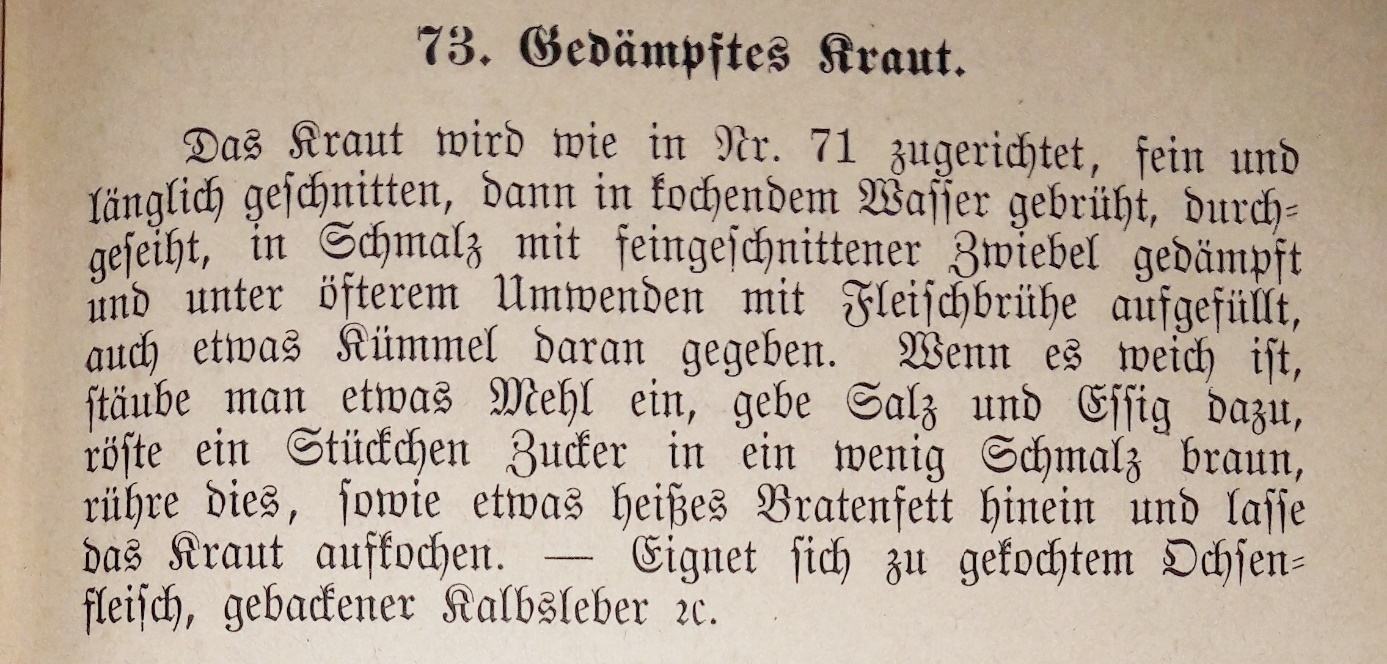 73. Gedämpftes Kraut.
Das Kraut wird wie in Nr. 71 zugerichtet, fein und
länglich geschnitten, dann in kochendem Wasser gebrüht, durch-
geseiht, in Schmalz mit feingeschnittener Zwiebel gedämpft
und unter öfterem Umwenden mit Fleischbrühe aufgefüllt,
auch etwas Kümmel daran gegeben. Wenn es weich ist,
stäube man etwas Mehl ein, gebe Salz und Essig dazu,
röste ein Stückchen Zucker in ein wenig Schmalz braun,
rühre dies, sowie etwas heißes Bratenfett hinein und lasse
das Kraut aufkochen. — Eignet sich zu gekochtem Ochsen-
fleisch, gebackener Kalbsleber ꝛc.